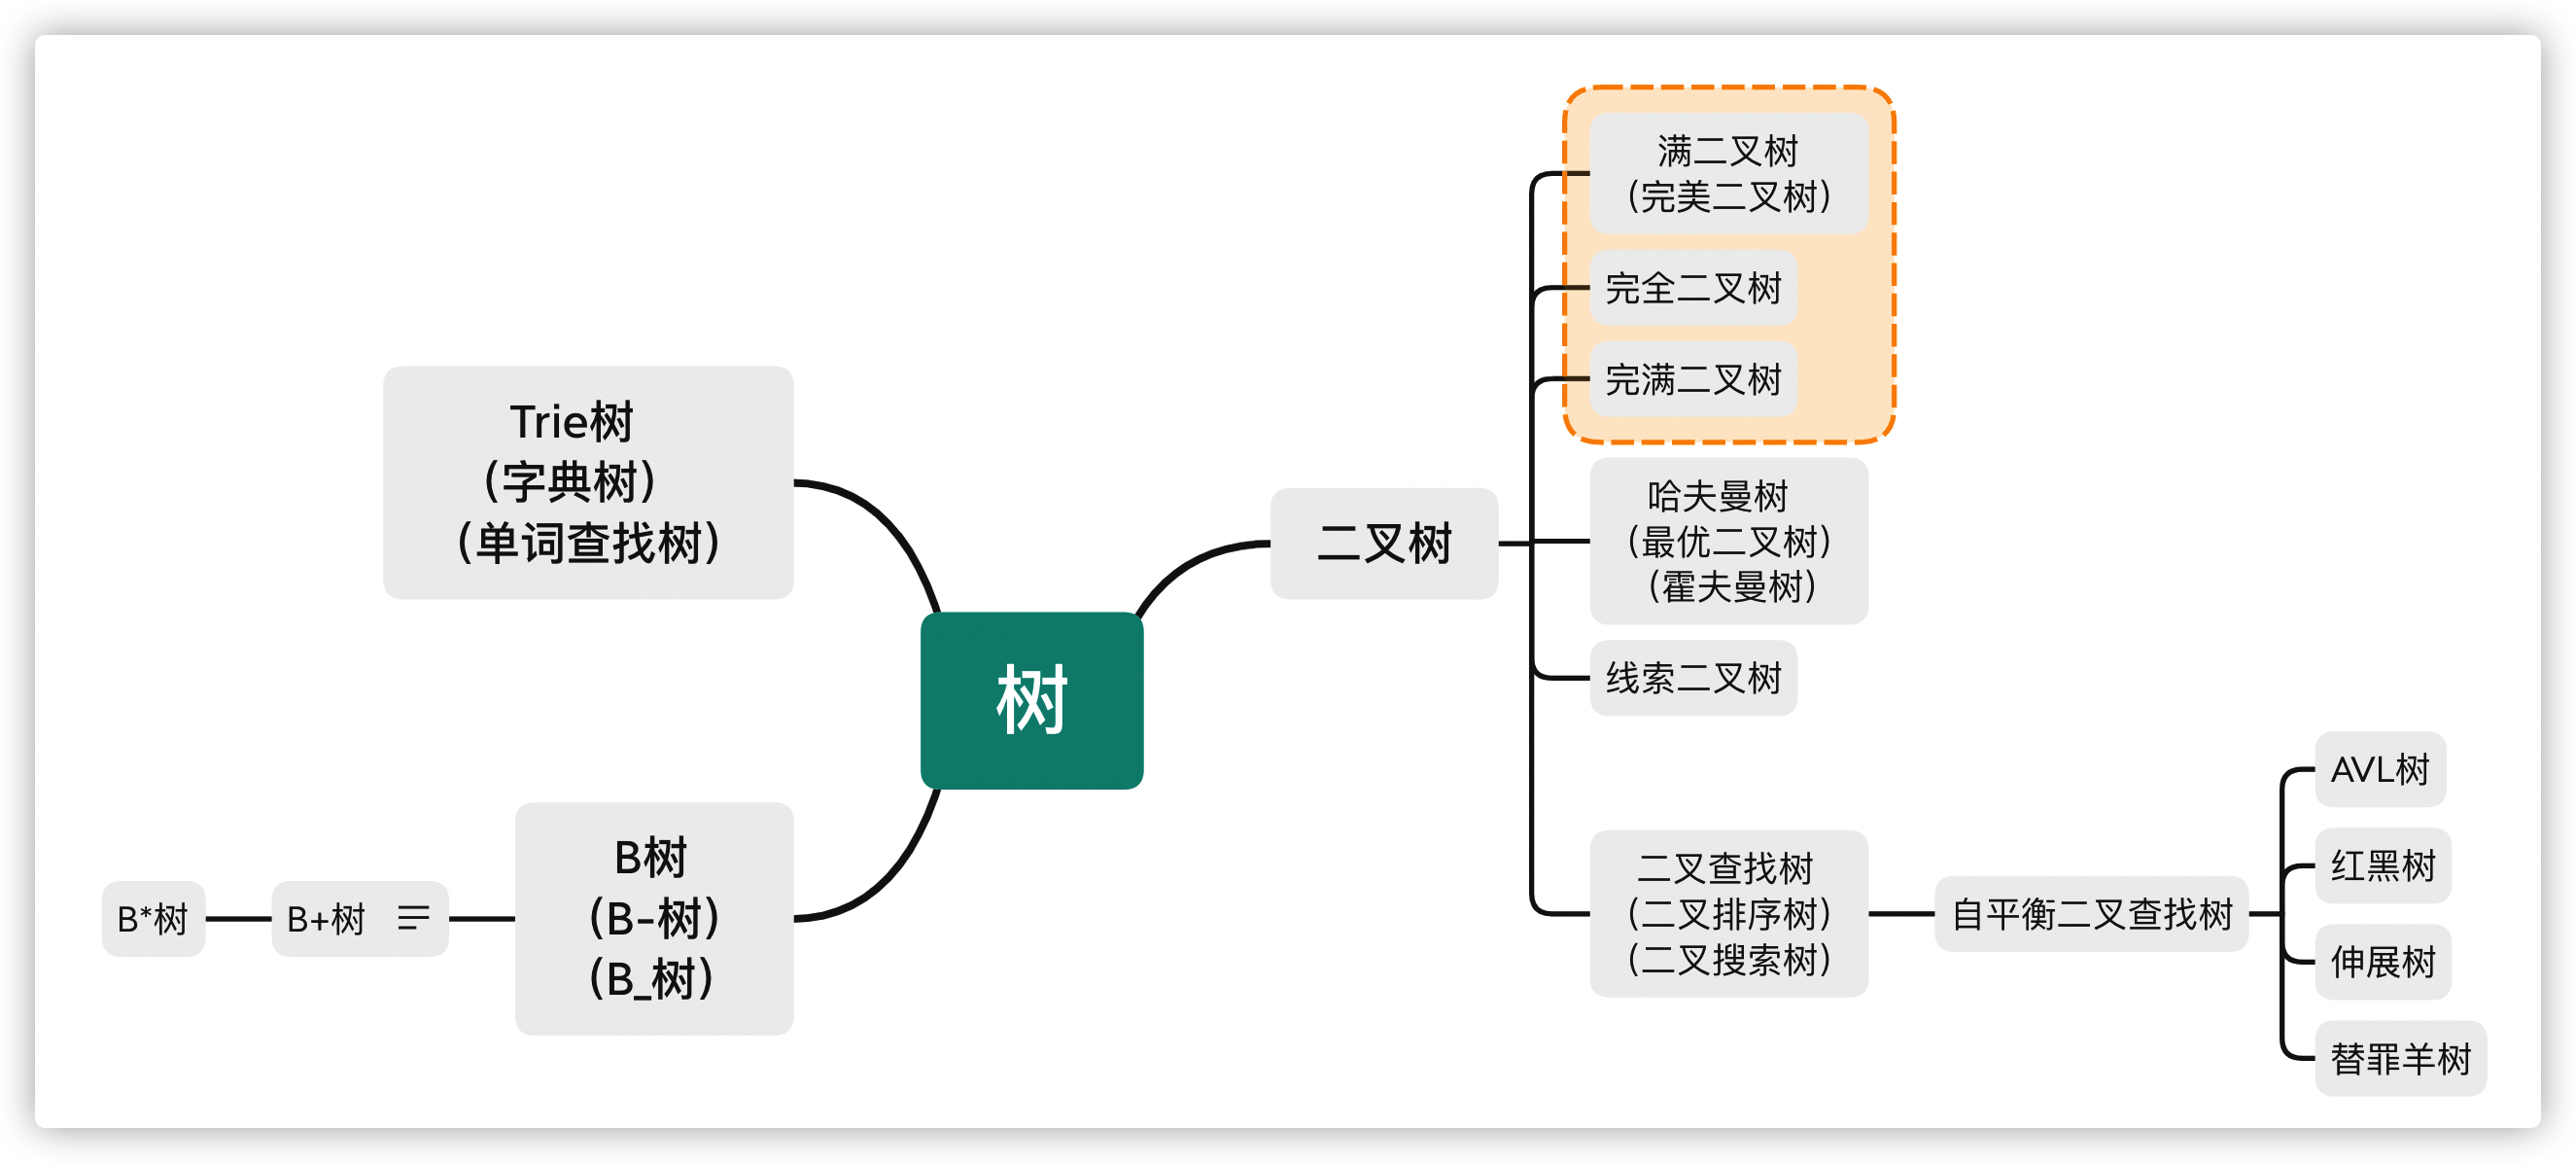 满二叉树
(完美二叉树)
完全二叉树
完满二叉树
Trie树
(字典树)
(单词查找树)
二叉树
哈夫曼树
(最优二叉树)
(霍夫曼树)
树
线索二叉树
B树
(B-树)
(B_树)
B+树
B*树
二叉查找树
(二叉排序树)
(二叉搜索树)
自平衡二叉查找树
AVL树
红黑树
伸展树
替罪羊树